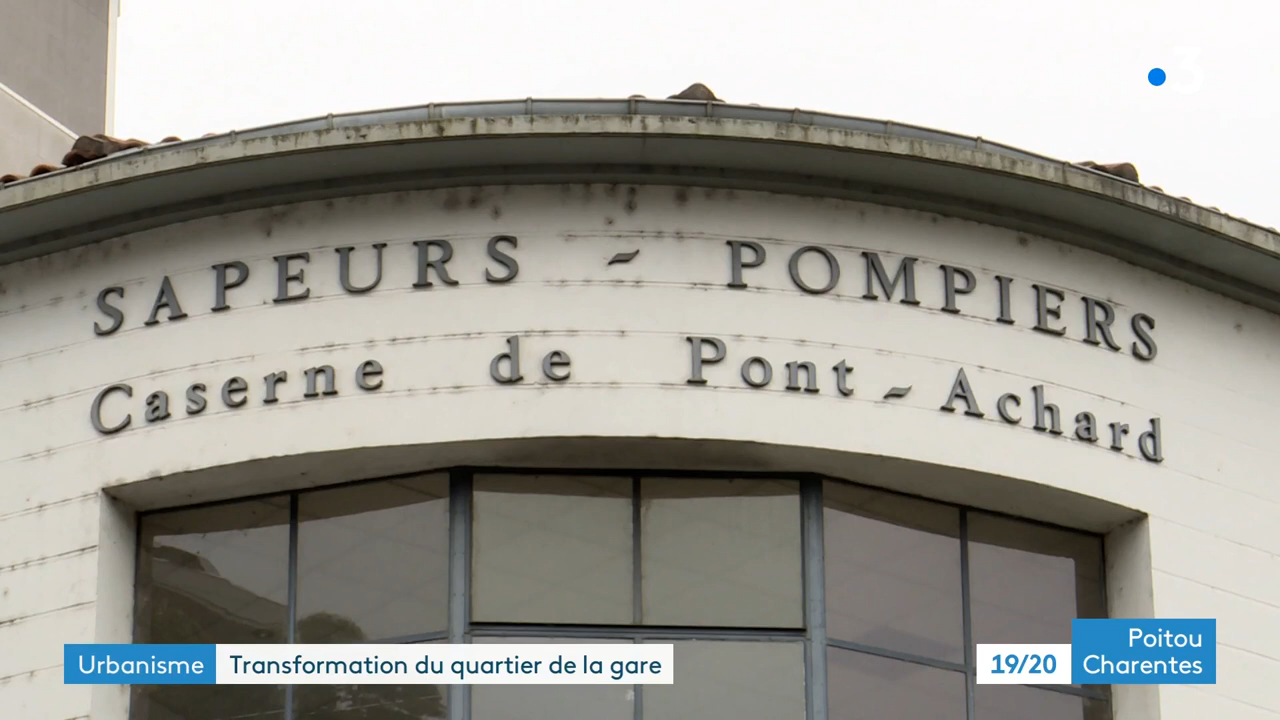 3
SAPEURS - POMPIERS
Caserne de Pont-Achard
Urbanisme
Transformation du quartier de la gare
19/20
Poitou
Charentes